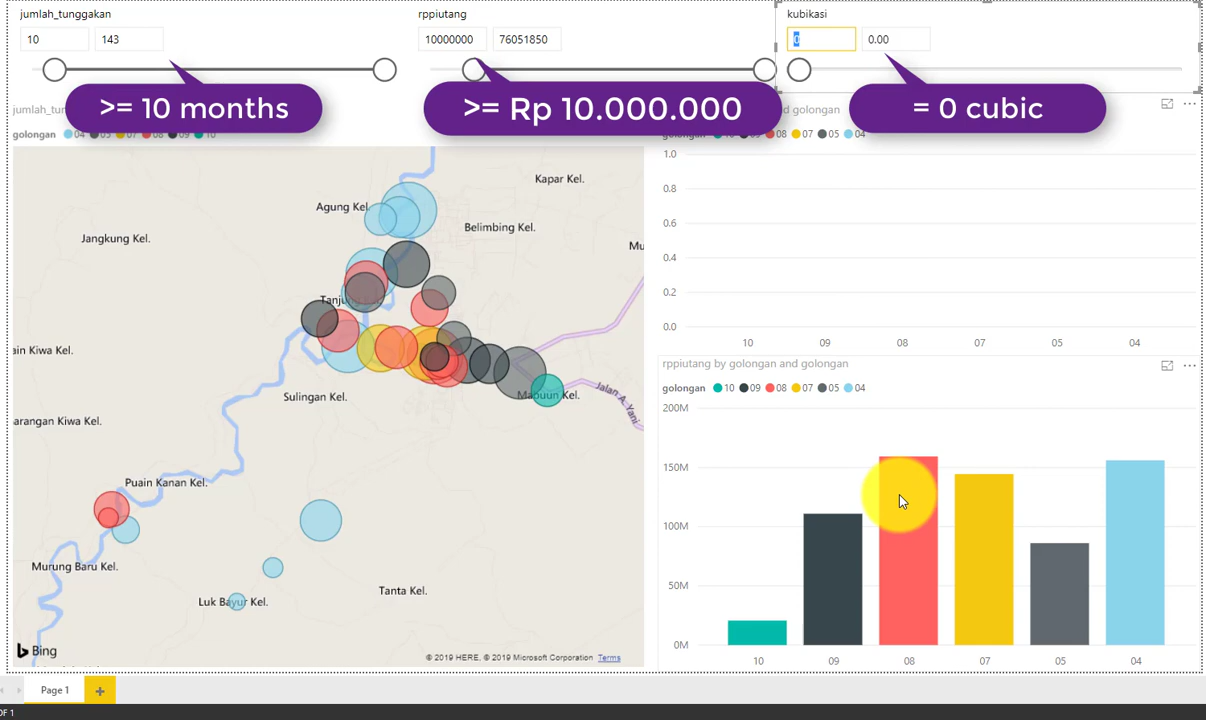 jumlah_tunggakan
10
143
rppiutang
10000000
76051850
kubikasi
0
0.00
>= 10 months
>= Rp 10.000.000
= 0 cubic
golongan
04
10
golongan
07
05
04
1.0
0.8
0.6
0.4
0.2
0.0
10
09
08
07
05
04
rppiutang by golongan and golongan
golongan 10 09 08 07 05 04
200M
150M
100M
50M
0M
10
09
08
07
05
04
Kapar Kel.
Agung Kel.
Belimbing Kel.
Jangkung Kel.
Mu
Tanjung
ain Kiwa Kel.
Sulingan Kel.
Mabuun Kel.
Jalan A. Yani
arangan Kiwa Kel.
Puain Kanan Kel.
Murung Baru Kel.
Tanta Kel.
Luk Bayur Kel.
Bing
© 2019 HERE, © 2019 Microsoft Corporation Terms
Page 1
+
OF 1